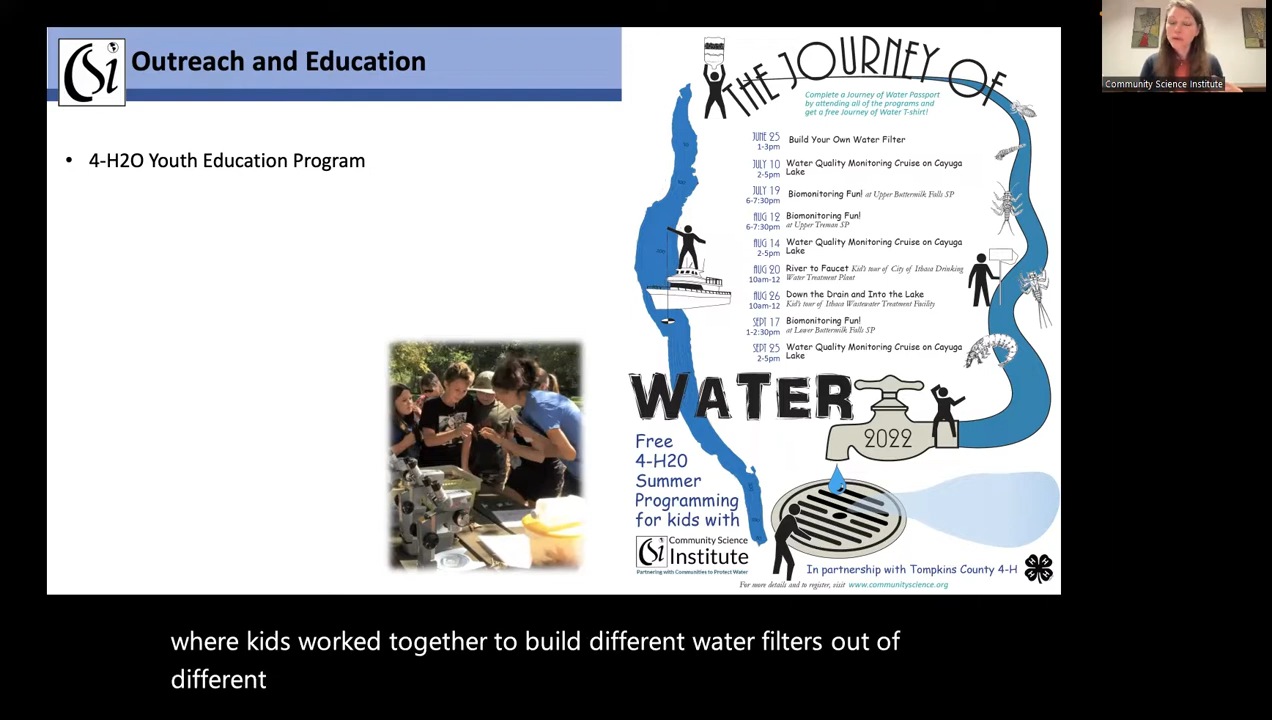 CSi
Outreach and Education
• 4-H2O Youth Education Program
THE JOURNEY OF
Complete a Journey of Water Passport
by attending all of the programs and
get a free Journey of Water T-shirt!
JUNE 25
1-3pm
Build Your Own Water Filter
JULY 10
2-5pm
Water Quality Monitoring Cruise on Cayuga
Lake
JULY 19
6-7:30pm
Biomonitoring Fun! at Upper Buttermilk Falls SP
AUG 12
6-7:30pm
Biomonitoring Fun!
at Upper Treman SP
AUG 14
2-5pm
Water Quality Monitoring Cruise on Cayuga
Lake
AUG 20
10am-12
River to Faucet Kid's tour of City of Ithaca Drinking
Water Treatment Plant
AUG 26
10am-12
Down the Drain and Into the Lake
Kid's tour of Ithaca Wastewater Treatment Facility
SEPT 17
1-2:30pm
Biomonitoring Fun!
at Lower Buttermilk Falls SP
SEPT 25
2-5pm
Water Quality Monitoring Cruise on Cayuga
Lake
WATER
2022
Free
4-H2O
Summer
Programming
for kids with
CSi
Community Science
Institute
Partnering with Communities to Protect Water
In partnership with Tompkins County 4-H
For more details and to register, visit www.communityscience.org
Community Science Institute
where kids worked together to build different water filters out of
different